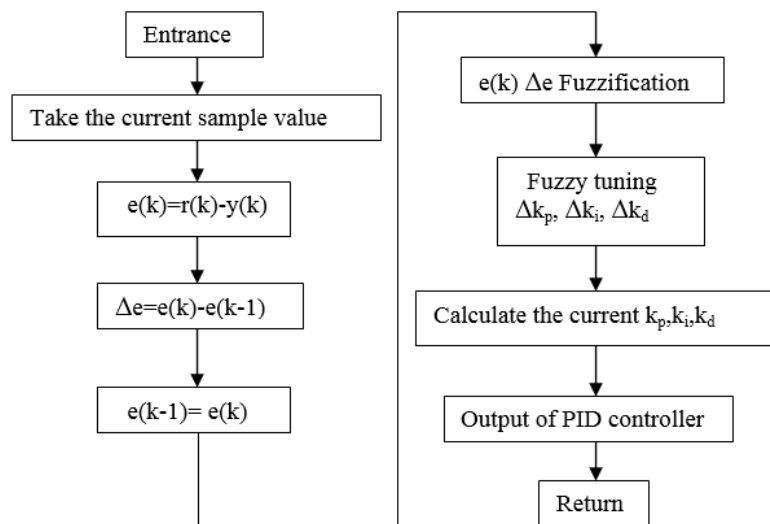 Entrance
Take the current sample value
e(k)=r(k)-y(k)
Δe=e(k)-e(k-1)
e(k-1)= e(k)
e(k) Δe Fuzzification
Fuzzy tuning
Δkp, Δki, Δkd
Calculate the current kp,ki,kd
Output of PID controller
Return